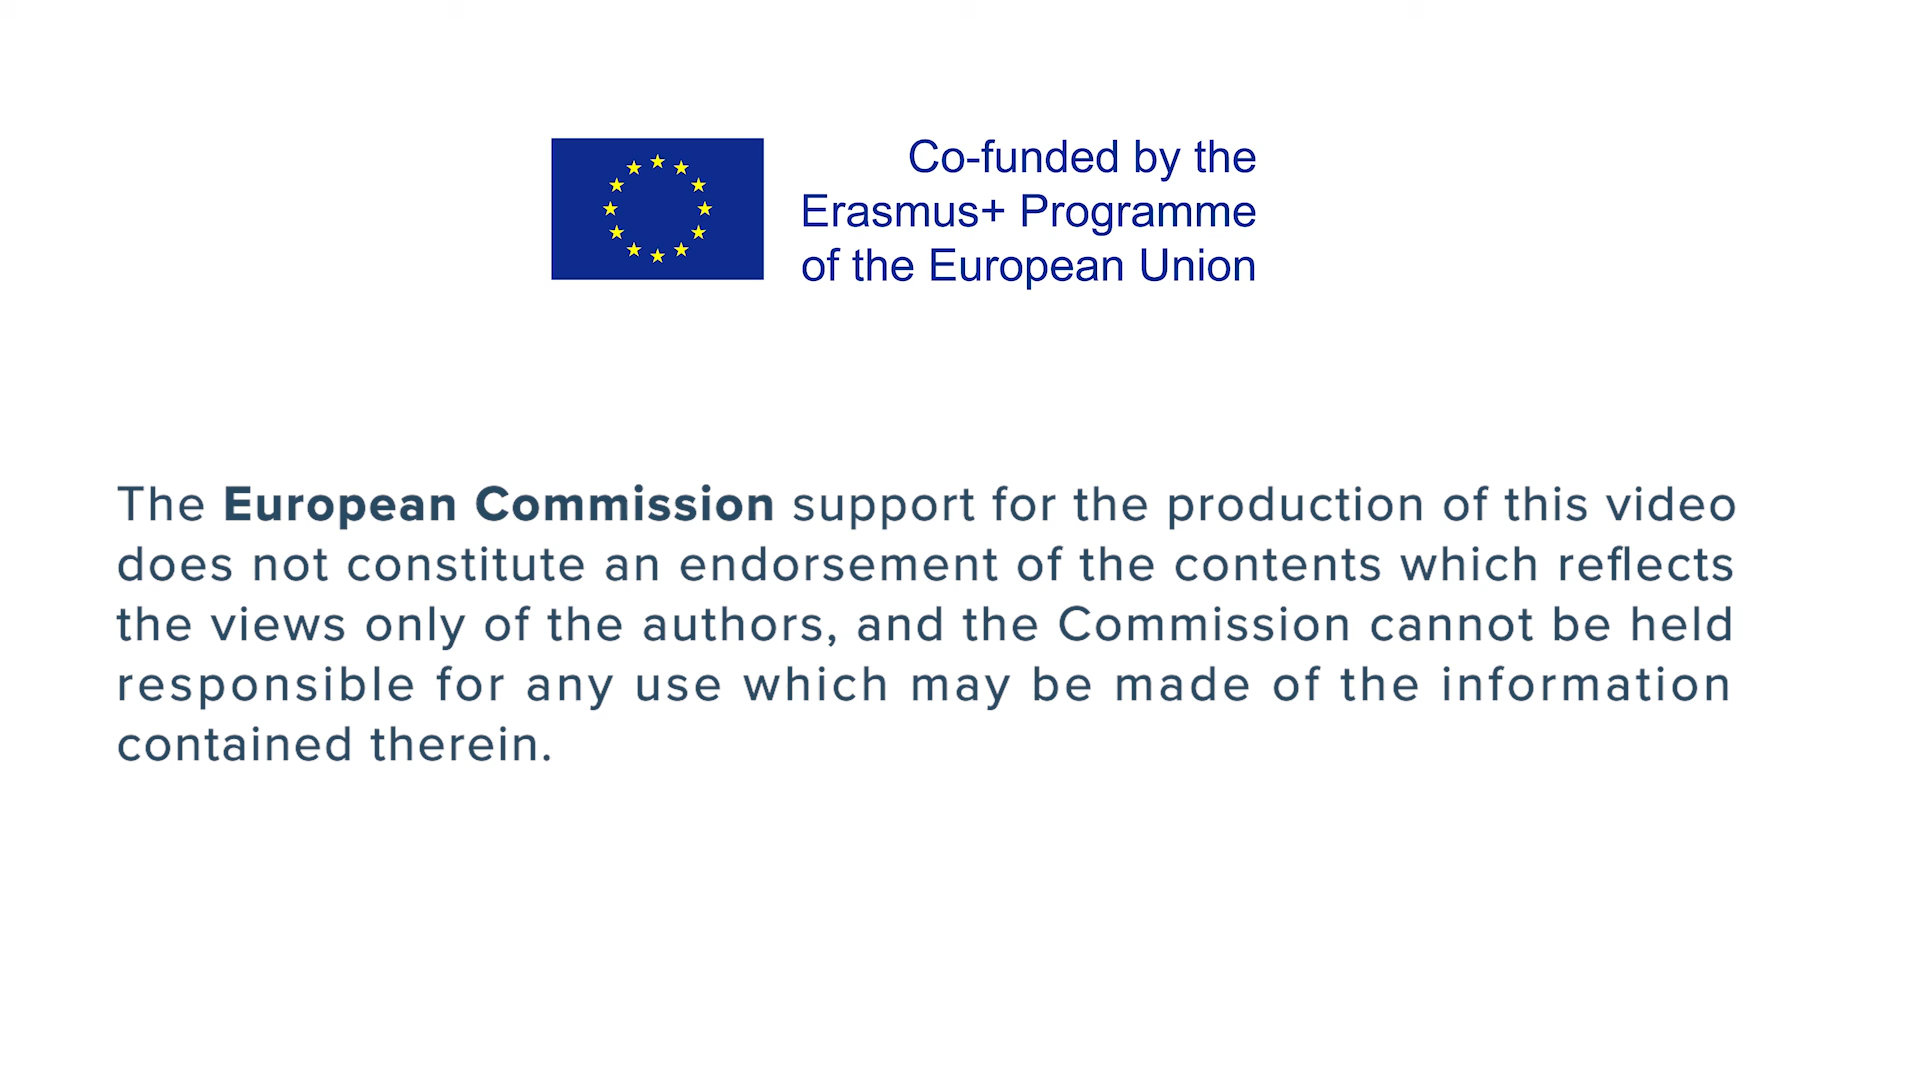 Co-funded by the
Erasmus+ Programme
of the European Union
The European Commission support for the production of this video
does not constitute an endorsement of the contents which reflects
the views only of the authors, and the Commission cannot be held
responsible for any use which may be made of the information
contained therein.